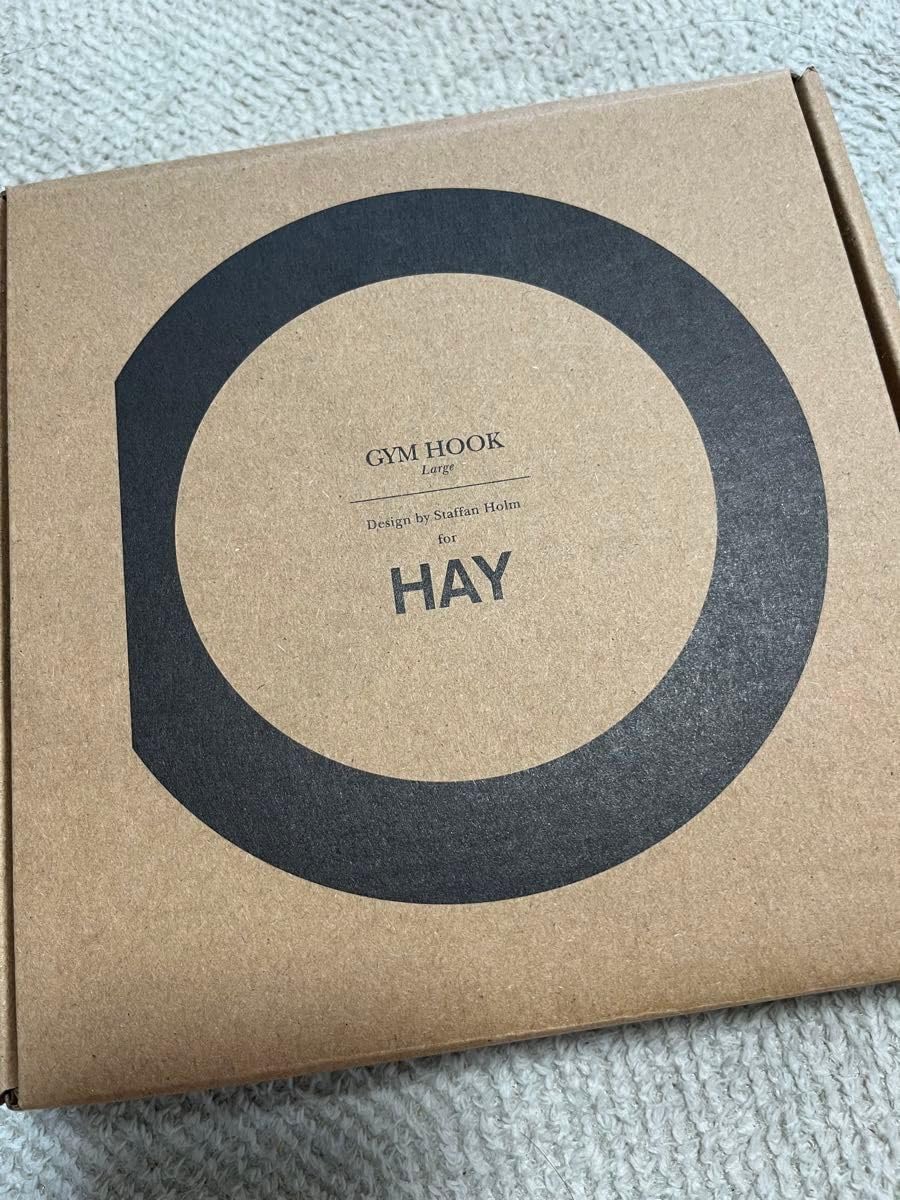 GYM HOOK
Large
Design by Staffan Holm
for
HAY